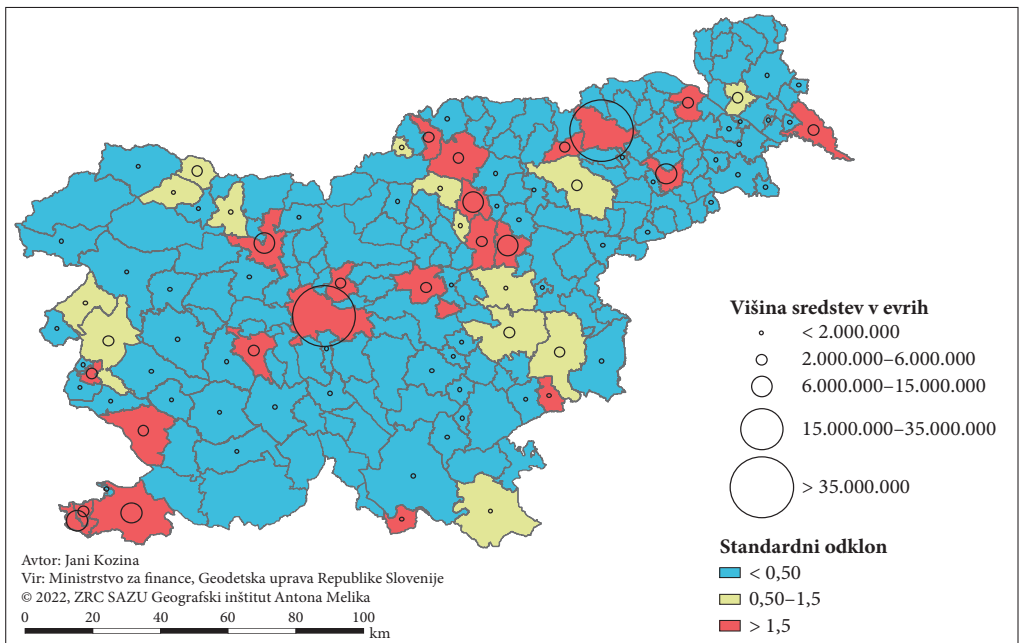 Višina sredstev v evrih
< 2.000.000
2.000.000–6.000.000
6.000.000–15.000.000
15.000.000–35.000.000
> 35.000.000
Standardni odklon
< 0,50
0,50–1,5
> 1,5
Avtor: Jani Kozina
Vir: Ministrstvo za finance, Geodetska uprava Republike Slovenije
© 2022, ZRC SAZU Geografski inštitut Antona Melika
0 20 40 60 80 100
km